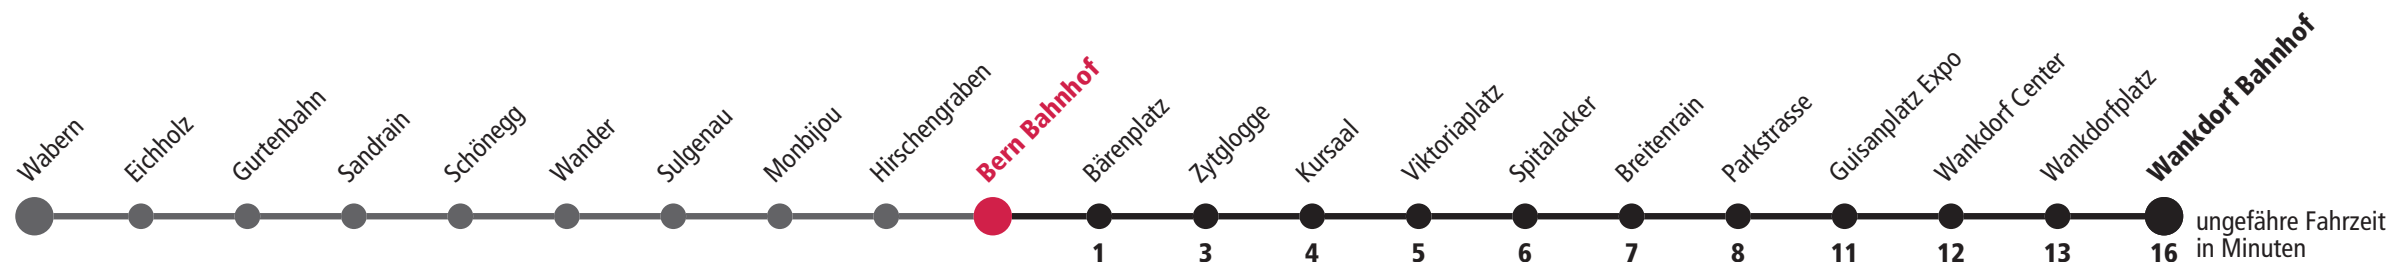 Wabern
Eichholz
Gurtenbahn
Sandrain
Schönegg
Wander
Sulgenau
Monbijou
Hirschengraben
Bern Bahnhof
Bärenplatz
Zytglogge
Kursaal
Viktoriaplatz
Spitalacker
Breitenrain
Parkstrasse
Guisanplatz Expo
Wankdorf Center
Wankdorfplatz
Wankdorf Bahnhof
1 3 4 5 6 7 8 11 12 13 16
ungefähre Fahrzeit
in Minuten